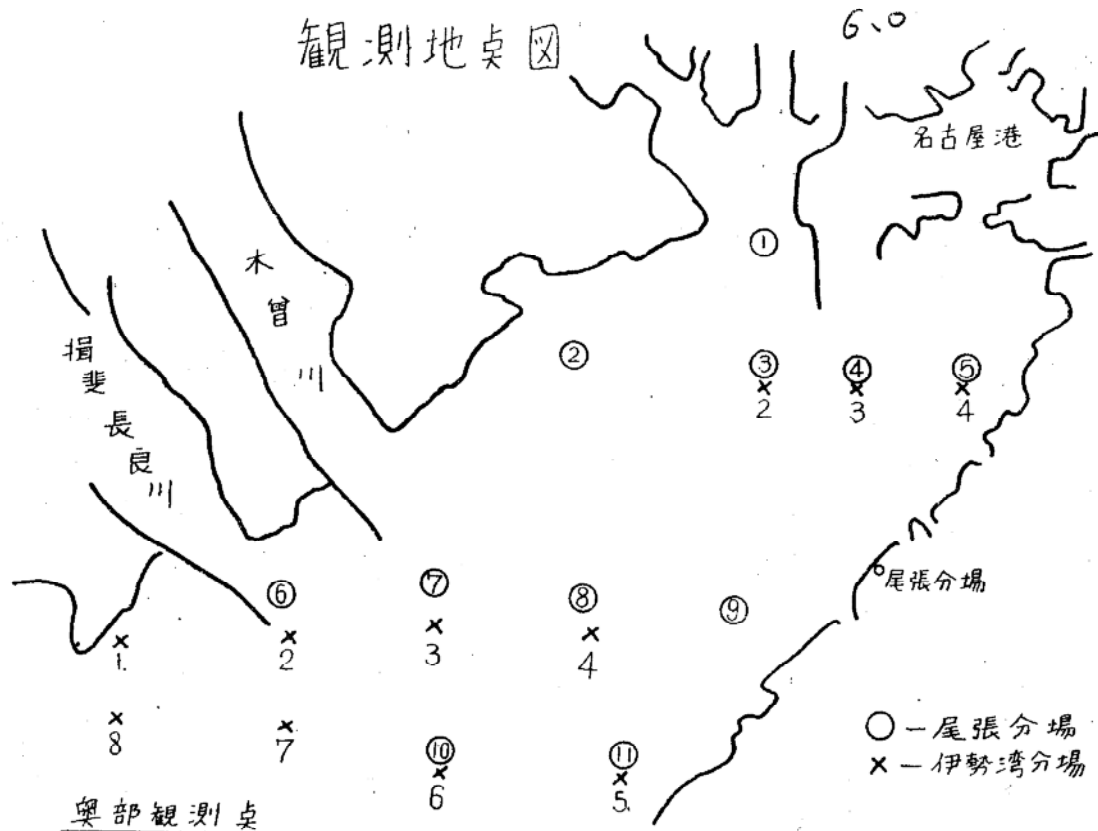 観測地点図
6、0
名古屋港
①
木曽川
②
③ ④ ⑤
2 3 4
揖斐長良川
尾張分場
⑥ ⑦ ⑧ ⑨
1. 2 3 4
8 7
⑩ ⑪
6 5.
○ー尾張分場
×ー伊勢湾分場
奥部観測点